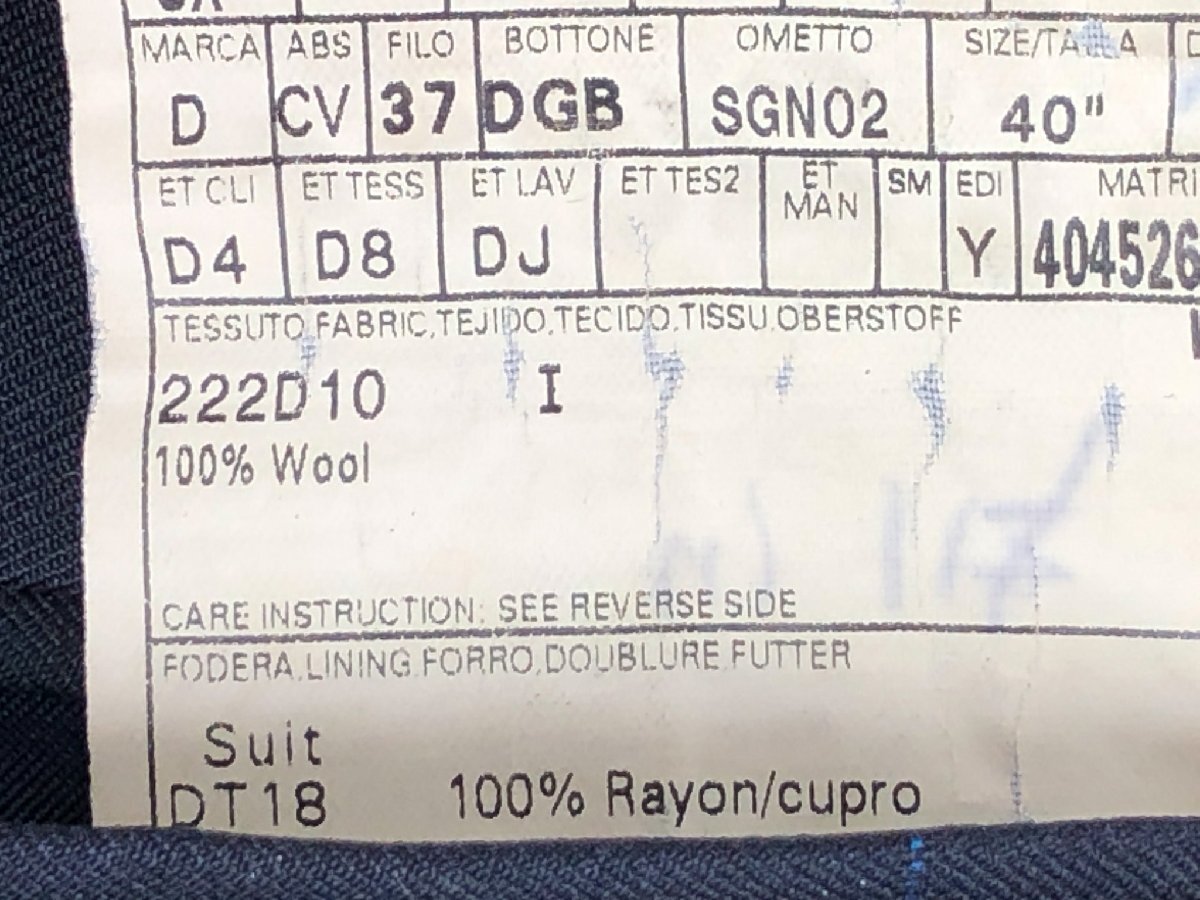 MARCA ABS FILO BOTTONE OMETTO SIZE/TALLA
D CV 37 DGB SGN02 40"
ET CLI ET TESS ET LAV ET TES2 ET MAN SM EDI MATRI
D4 D8 DJ Y 404526
TESSUTO,FABRIC,TEJIDO,TECIDO,TISSU,OBERSTOFF
222D10 I
100% Wool
CARE INSTRUCTION: SEE REVERSE SIDE
FODERA,LINING,FORRO,DOUBLURE,FUTTER
Suit
DT18 100% Rayon/cupro